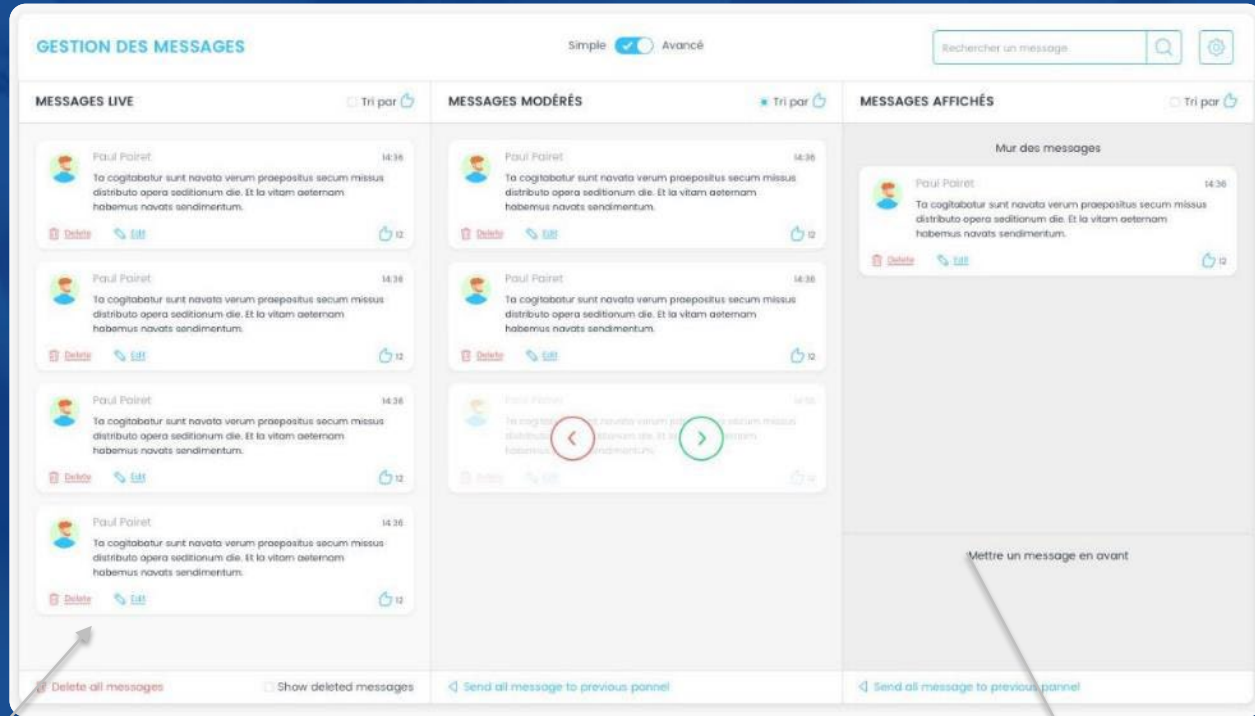 GESTION DES MESSAGES
Simple Avancé
Rechercher un message
MESSAGES LIVE
Tri par
MESSAGES MODÉRÉS
Tri par
MESSAGES AFFICHÉS
Tri par
Paul Pairet 14:36
Ta cogitabatur sunt navata verum praepositus secum missus
distributo opera seditionum die. Et la vitam aeternam
habemus navats sendimentum.
Delete Edit 12
Paul Pairet 14:36
Ta cogitabatur sunt navata verum praepositus secum missus
distributo opera seditionum die. Et la vitam aeternam
habemus navats sendimentum.
Delete Edit 12
Paul Pairet 14:36
Ta cogitabatur sunt navata verum praepositus secum missus
distributo opera seditionum die. Et la vitam aeternam
habemus navats sendimentum.
Delete Edit 12
Paul Pairet 14:36
Ta cogitabatur sunt navata verum praepositus secum missus
distributo opera seditionum die. Et la vitam aeternam
habemus navats sendimentum.
Delete Edit 12
Delete all messages
Show deleted messages
Paul Pairet 14:36
Ta cogitabatur sunt navata verum praepositus secum missus
distributo opera seditionum die. Et la vitam aeternam
habemus navats sendimentum.
Delete Edit 12
Paul Pairet 14:36
Ta cogitabatur sunt navata verum praepositus secum missus
distributo opera seditionum die. Et la vitam aeternam
habemus navats sendimentum.
Delete Edit 12
Send all message to previous pannel
Mur des messages
Paul Pairet 14:36
Ta cogitabatur sunt navata verum praepositus secum missus
distributo opera seditionum die. Et la vitam aeternam
habemus navats sendimentum.
Delete Edit 12
Mettre un message en avant
Send all message to previous pannel